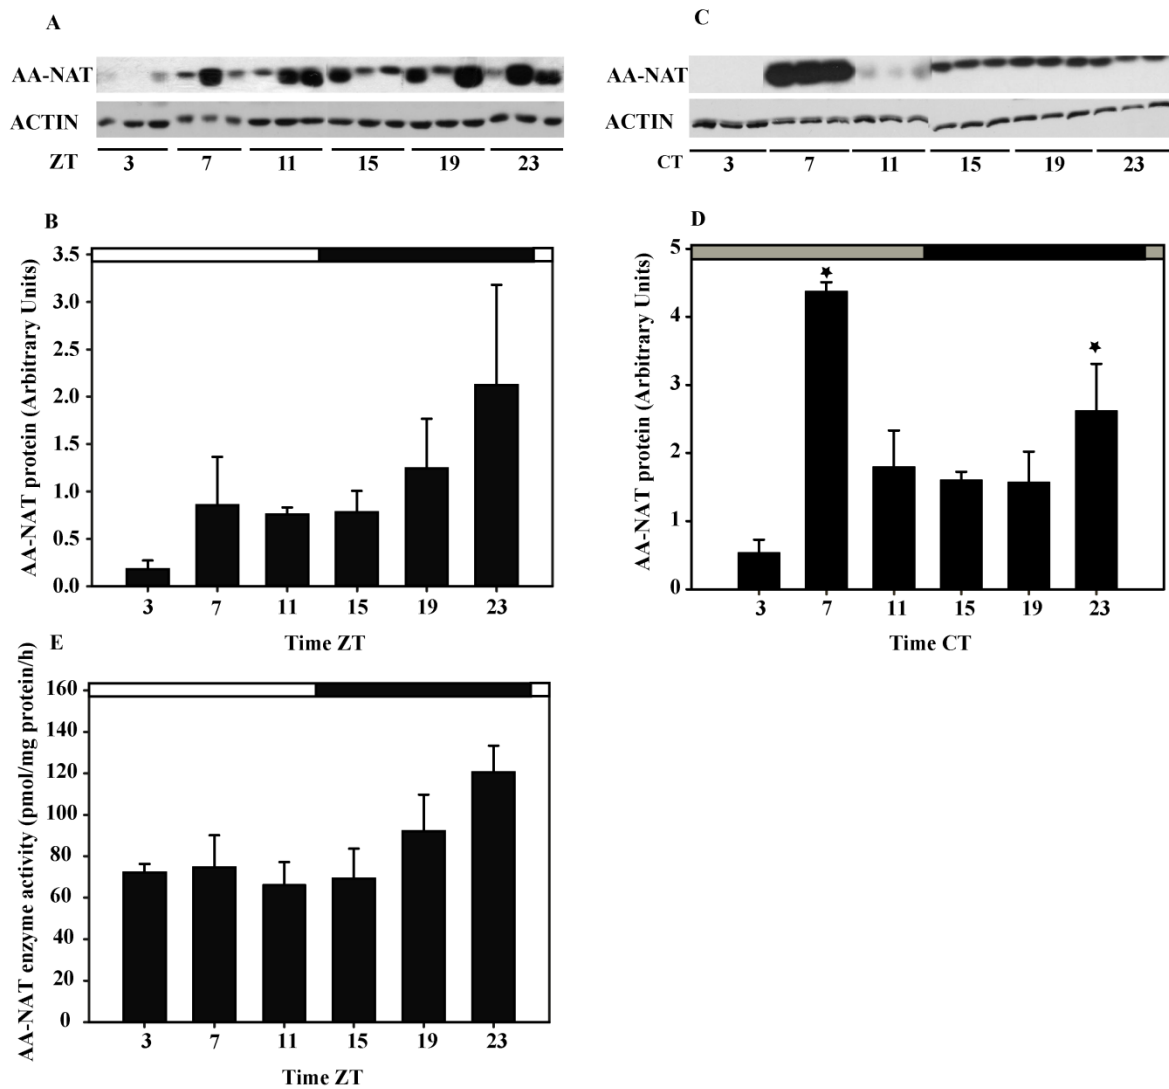 A
AA-NAT
ACTIN
ZT 3 7 11 15 19 23
C
AA-NAT
ACTIN
CT 3 7 11 15 19 23
B
AA-NAT protein (Arbitrary Units)
3.5
3.0
2.5
2.0
1.5
1.0
0.5
0.0
3 7 11 15 19 23
Time ZT
D
AA-NAT protein (Arbitrary Units)
5
4
3
2
1
0
3 7 11 15 19 23
Time CT
E
AA-NAT enzyme activity (pmol/mg protein/h)
160
140
120
100
80
60
40
20
0
3 7 11 15 19 23
Time ZT